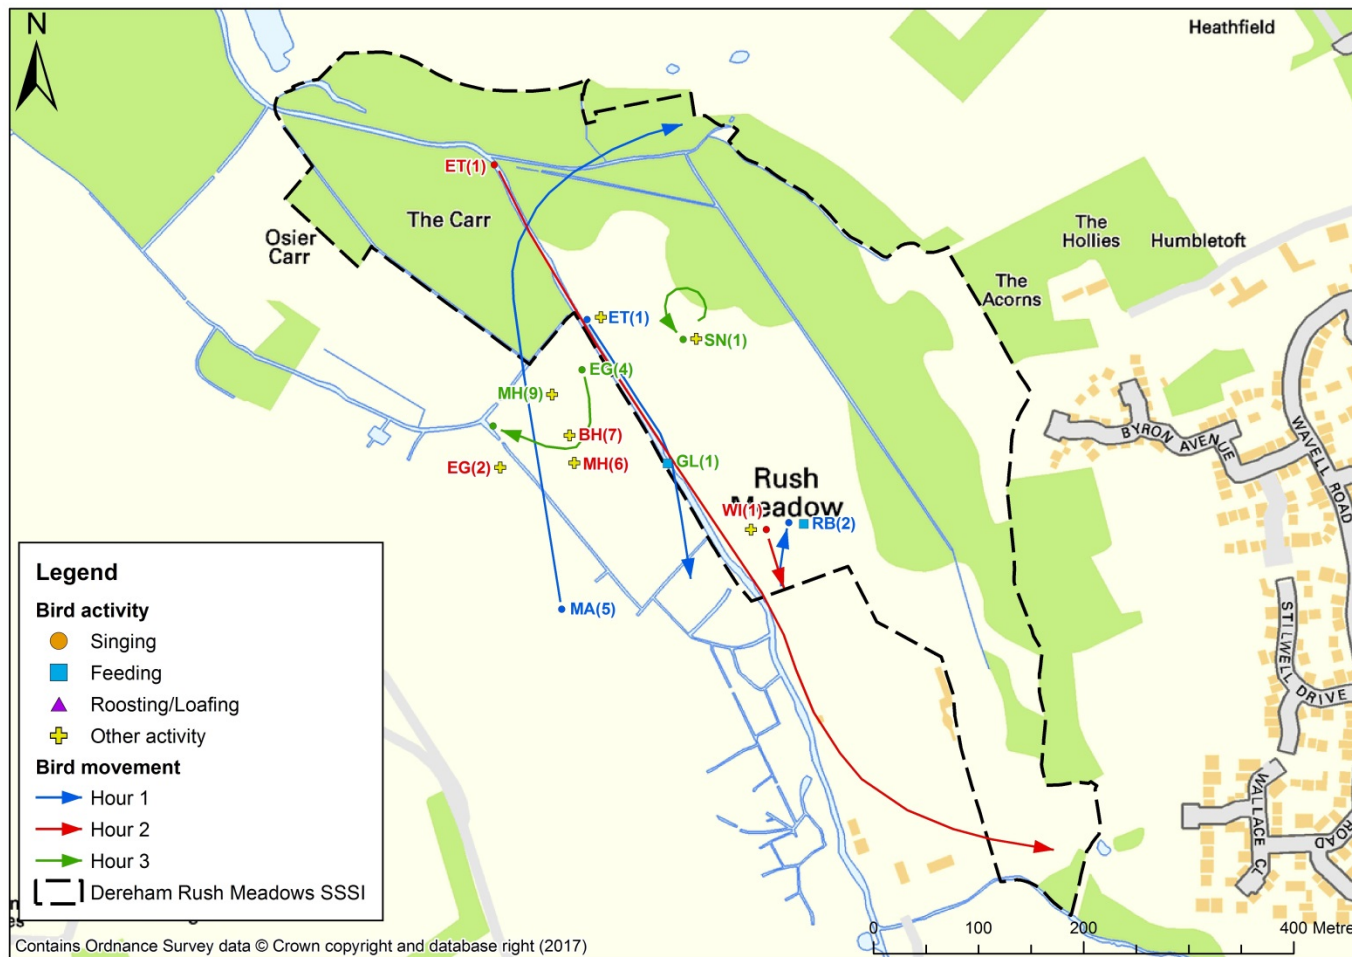 N
Heathfield
ET(1)
The Carr
Osier
Carr
The
Hollies
Humbletoft
The
Acorns
ET(1)
SN(1)
EG(4)
MH(9)
BH(7)
EG(2)
MH(6)
GL(1)
Rush
Meadow
WI(1)
RB(2)
MA(5)
BYRON AVENUE
WAVELL ROAD
STILWELL DRIVE
WALLACE CL
ROAD
Legend
Bird activity
Singing
Feeding
Roosting/Loafing
Other activity
Bird movement
Hour 1
Hour 2
Hour 3
Dereham Rush Meadows SSSI
0 100 200 400 Metre
Contains Ordnance Survey data © Crown copyright and database right (2017)